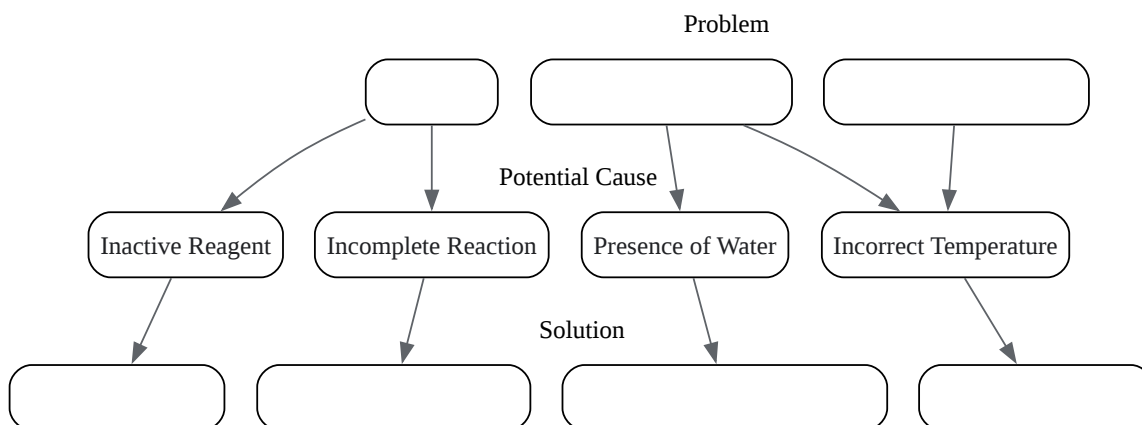 Problem
Potential Cause
Inactive Reagent
Incomplete Reaction
Presence of Water
Incorrect Temperature
Solution